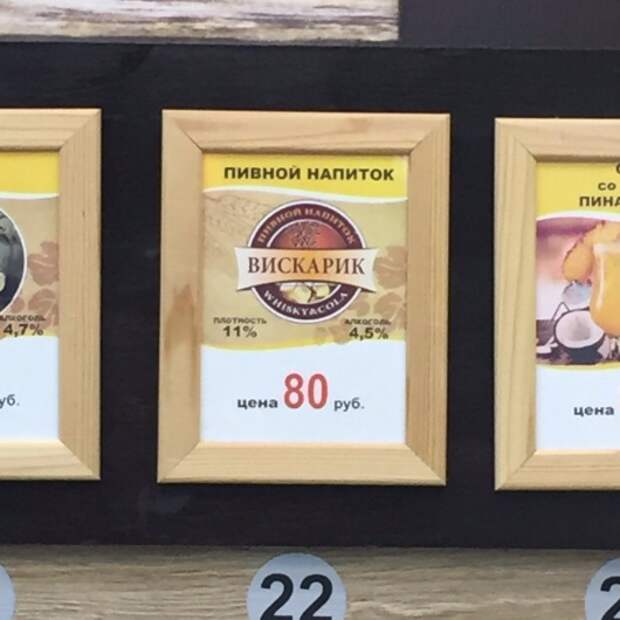 ПИВНОЙ НАПИТОК
ПИВНОЙ НАПИТОК
ВИСКАРИК
WHISKY&COLA
ПЛОТНОСТЬ
11%
АЛКОГОЛЬ
4,5%
цена 80 руб.
4,7%
уб.
СО
ПИНА
цена
22